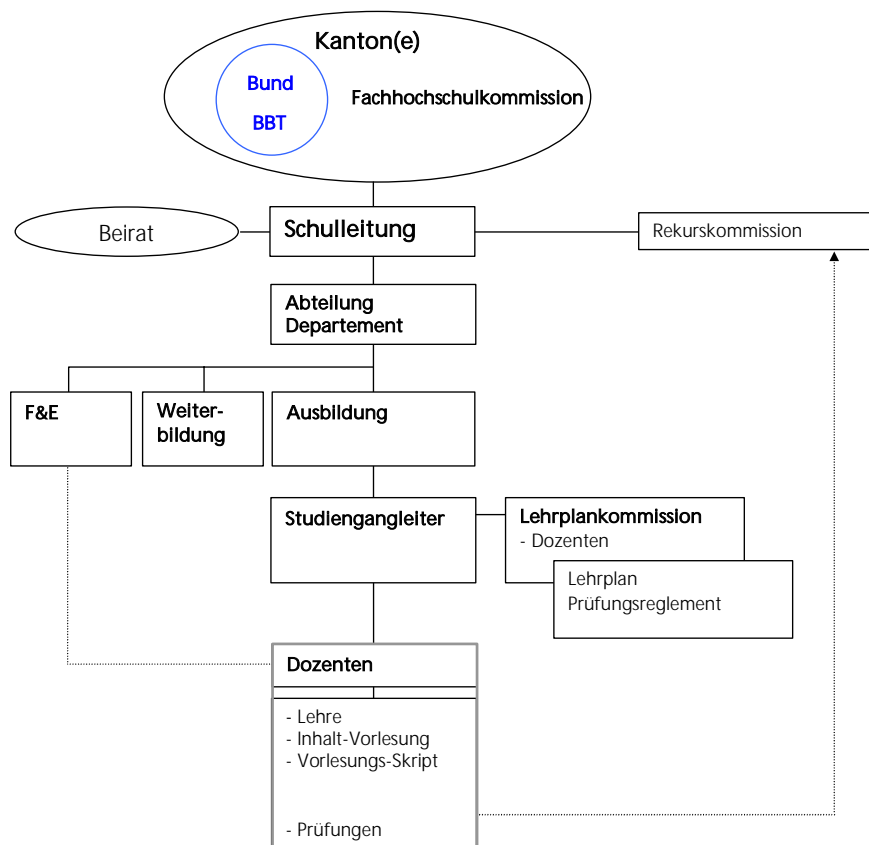 Kanton(e)
Bund
BBT
Fachhochschulkommission
Beirat
Schulleitung
Rekurskommission
Abteilung
Departement
F&E
Weiter-
bildung
Ausbildung
Studiengangleiter
Lehrplankommission
- Dozenten
Lehrplan
Prüfungsreglement
Dozenten
- Lehre
- Inhalt-Vorlesung
- Vorlesungs-Skript
- Prüfungen